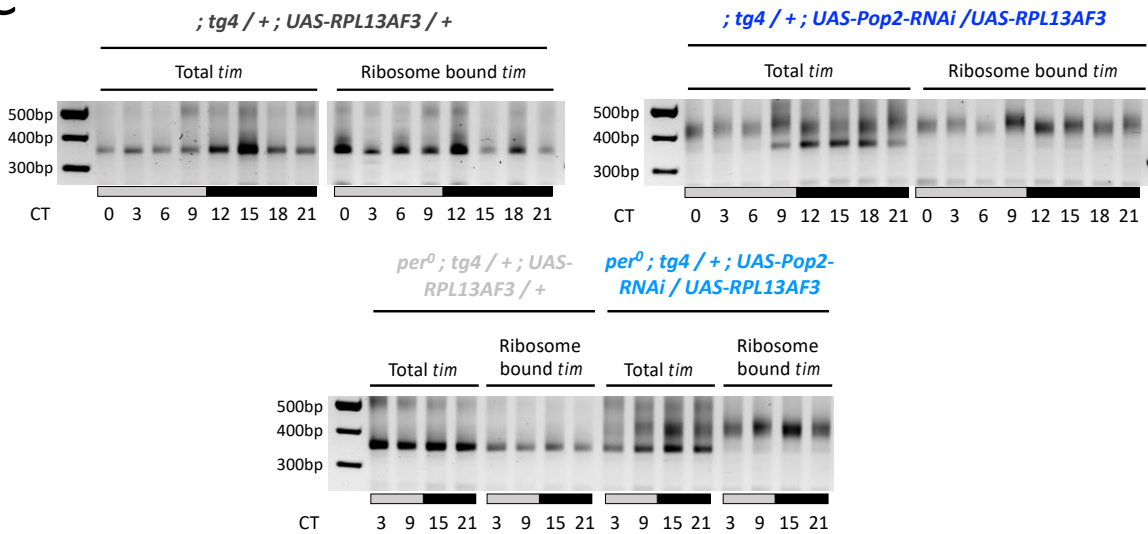 ; tg4 / + ; UAS-RPL13AF3 / +
Total tim
Ribosome bound tim
500bp
400bp
300bp
CT 0 3 6 9 12 15 18 21 0 3 6 9 12 15 18 21
; tg4 / + ; UAS-Pop2-RNAi /UAS-RPL13AF3
Total tim
Ribosome bound tim
500bp
400bp
300bp
0 3 6 9 12 15 18 21 0 3 6 9 12 15 18 21
per⁰ ; tg4 / + ; UAS-
RPL13AF3 / +
Total tim
Ribosome
bound tim
per⁰ ; tg4 / + ; UAS-Pop2-
RNAi / UAS-RPL13AF3
Total tim
Ribosome
bound tim
500bp
400bp
300bp
CT 3 9 15 21 3 9 15 21 3 9 15 21 3 9 15 21